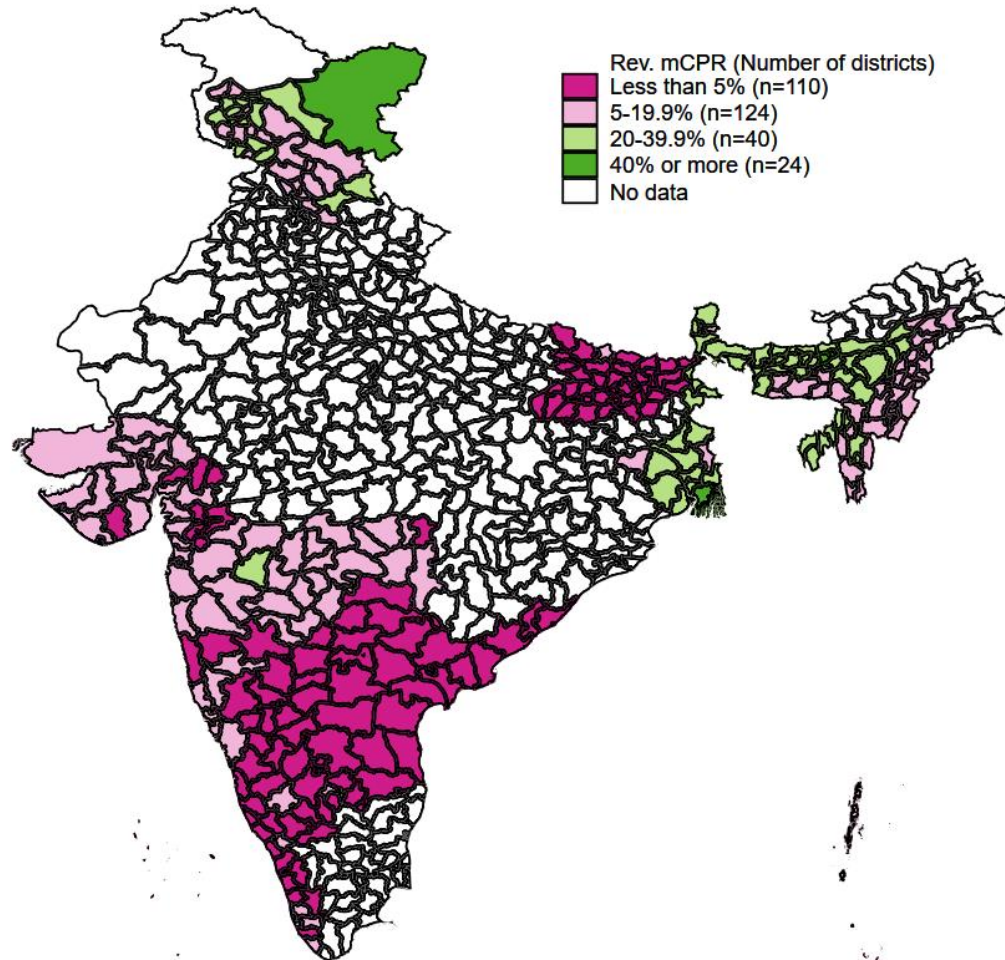 Rev. mCPR (Number of districts)
Less than 5% (n=110)
5-19.9% (n=124)
20-39.9% (n=40)
40% or more (n=24)
No data